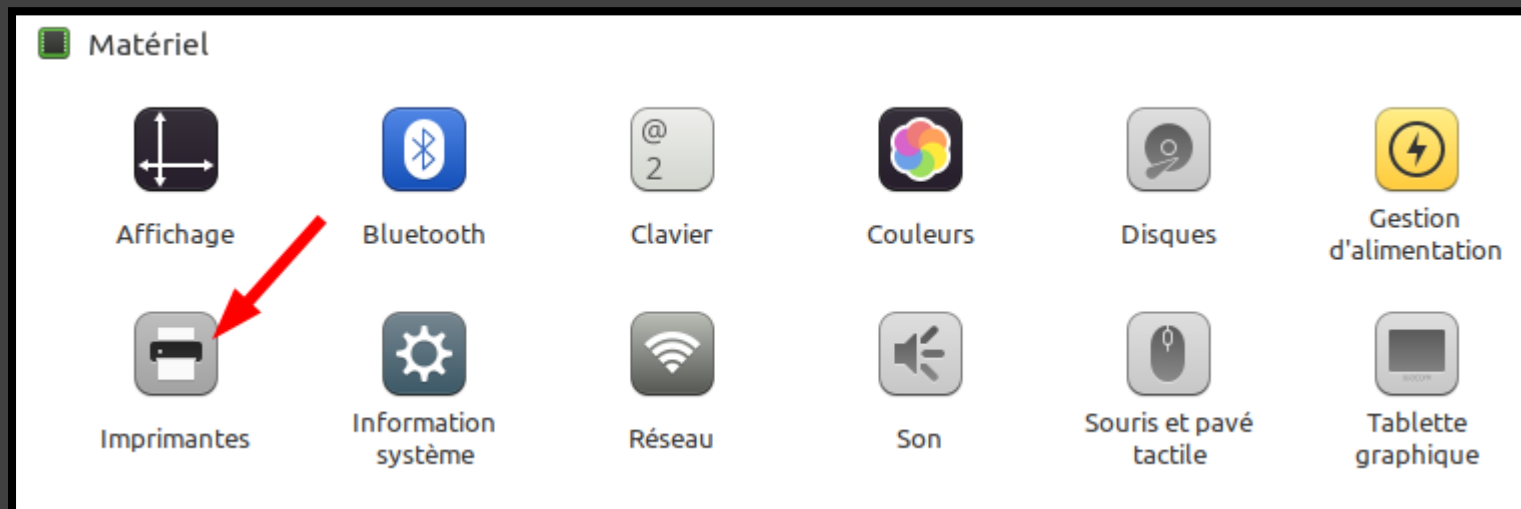 Matériel
@
2
Affichage
Bluetooth
Clavier
Couleurs
Disques
Gestion
d'alimentation
Imprimantes
Information
système
Réseau
Son
Souris et pavé
tactile
Tablette
graphique